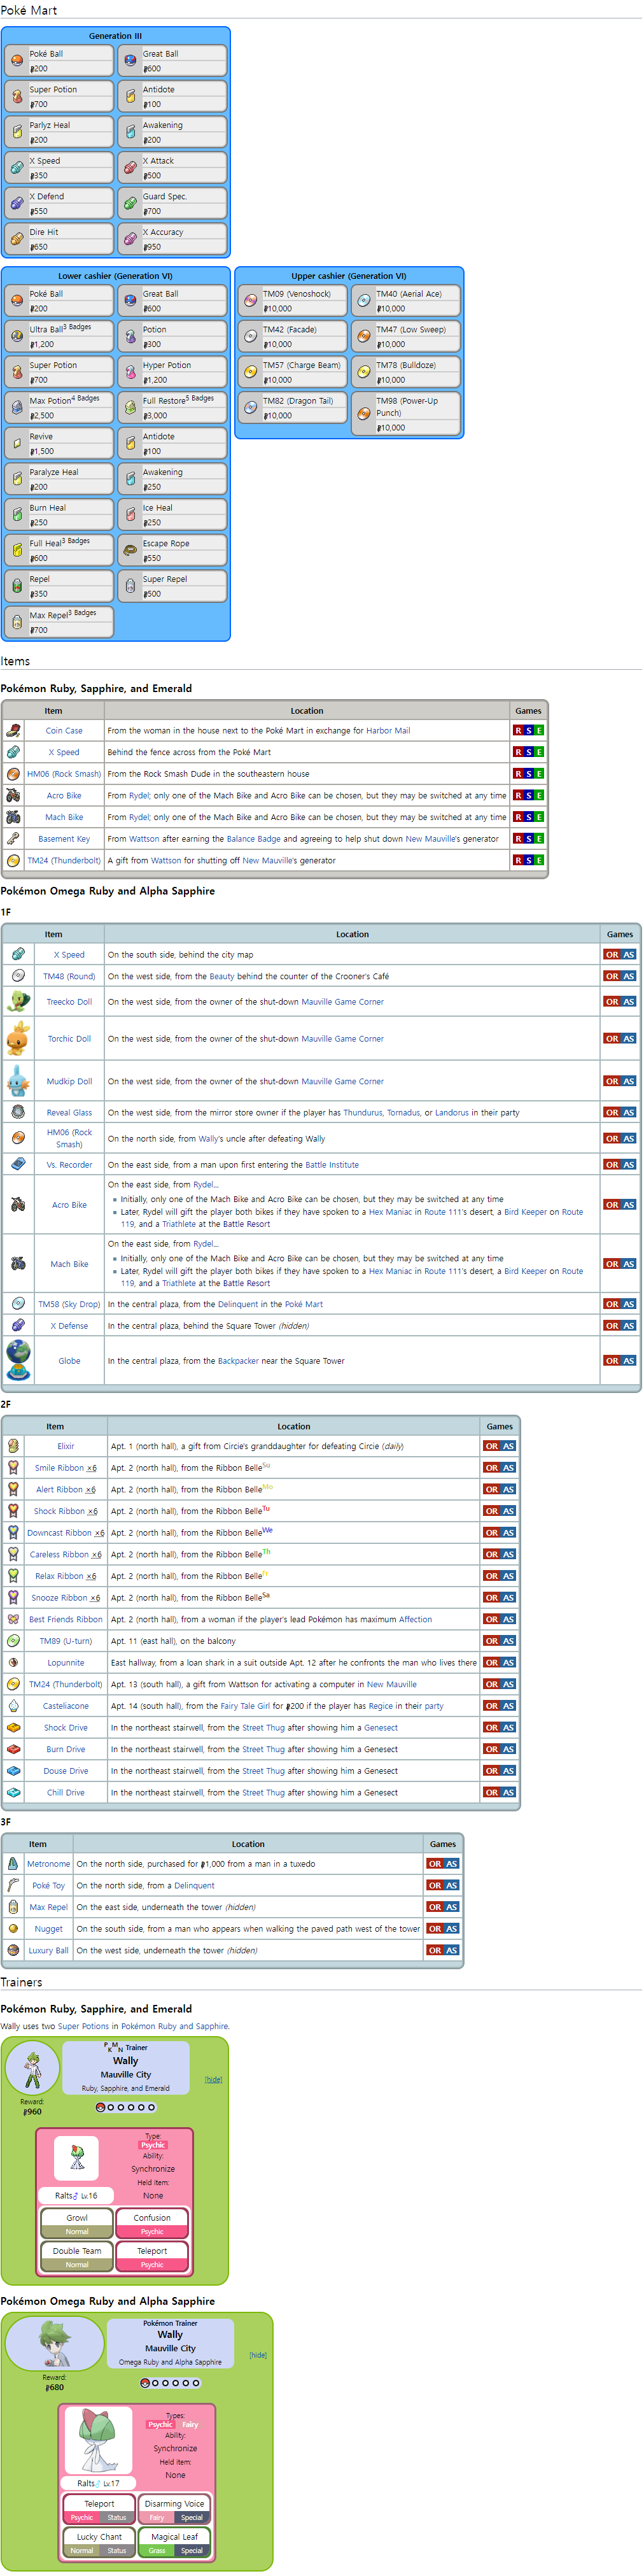 Poké Mart
Generation III
Poké Ball
₽200
Great Ball
₽600
Super Potion
₽700
Antidote
₽100
Parlyz Heal
₽200
Awakening
₽200
X Speed
₽350
X Attack
₽500
X Defend
₽550
Guard Spec.
₽700
Dire Hit
₽650
X Accuracy
₽950
Lower cashier (Generation VI)
Poké Ball
₽200
Great Ball
₽600
Ultra Ball3 Badges
₽1,200
Potion
₽300
Super Potion
₽700
Hyper Potion
₽1,200
Max Potion4 Badges
₽2,500
Full Restore5 Badges
₽3,000
Revive
₽1,500
Antidote
₽100
Paralyze Heal
₽200
Awakening
₽250
Burn Heal
₽250
Ice Heal
₽250
Full Heal3 Badges
₽600
Escape Rope
₽550
Repel
₽350
Super Repel
₽500
Max Repel3 Badges
₽700
Upper cashier (Generation VI)
TM09 (Venoshock)
₽10,000
TM40 (Aerial Ace)
₽10,000
TM42 (Facade)
₽10,000
TM47 (Low Sweep)
₽10,000
TM57 (Charge Beam)
₽10,000
TM78 (Bulldoze)
₽10,000
TM82 (Dragon Tail)
₽10,000
TM98 (Power-Up
Punch)
₽10,000
Items
Pokémon Ruby, Sapphire, and Emerald
Item Location Games
Coin Case From the woman in the house next to the Poké Mart in exchange for Harbor Mail R S E
X Speed Behind the fence across from the Poké Mart R S E
HM06 (Rock Smash) From the Rock Smash Dude in the southeastern house R S E
Acro Bike From Rydel; only one of the Mach Bike and Acro Bike can be chosen, but they may be switched at any time R S E
Mach Bike From Rydel; only one of the Mach Bike and Acro Bike can be chosen, but they may be switched at any time R S E
Basement Key From Wattson after earning the Balance Badge and agreeing to help shut down New Mauville's generator R S E
TM24 (Thunderbolt) A gift from Wattson for shutting off New Mauville's generator R S E
Pokémon Omega Ruby and Alpha Sapphire
1F
Item Location Games
X Speed On the south side, behind the city map OR AS
TM48 (Round) On the west side, from the Beauty behind the counter of the Crooner's Café OR AS
Treecko Doll On the west side, from the owner of the shut-down Mauville Game Corner OR AS
Torchic Doll On the west side, from the owner of the shut-down Mauville Game Corner OR AS
Mudkip Doll On the west side, from the owner of the shut-down Mauville Game Corner OR AS
Reveal Glass On the west side, from the mirror store owner if the player has Thundurus, Tornadus, or Landorus in their party OR AS
HM06 (Rock
Smash)
On the north side, from Wally's uncle after defeating Wally OR AS
Vs. Recorder On the east side, from a man upon first entering the Battle Institute OR AS
Acro Bike
On the east side, from Rydel...
Initially, only one of the Mach Bike and Acro Bike can be chosen, but they may be switched at any time
Later, Rydel will gift the player both bikes if they have spoken to a Hex Maniac in Route 111's desert, a Bird Keeper on Route
119, and a Triathlete at the Battle Resort
OR AS
Mach Bike
On the east side, from Rydel...
Initially, only one of the Mach Bike and Acro Bike can be chosen, but they may be switched at any time
Later, Rydel will gift the player both bikes if they have spoken to a Hex Maniac in Route 111's desert, a Bird Keeper on Route
119, and a Triathlete at the Battle Resort
OR AS
TM58 (Sky Drop) In the central plaza, from the Delinquent in the Poké Mart OR AS
X Defense In the central plaza, behind the Square Tower (hidden) OR AS
Globe In the central plaza, from the Backpacker near the Square Tower OR AS
2F
Item Location Games
Elixir Apt. 1 (north hall), a gift from Circie's granddaughter for defeating Circie (daily) OR AS
Smile Ribbon ×6 Apt. 2 (north hall), from the Ribbon BelleSu OR AS
Alert Ribbon ×6 Apt. 2 (north hall), from the Ribbon BelleMo OR AS
Shock Ribbon ×6 Apt. 2 (north hall), from the Ribbon BelleTu OR AS
Downcast Ribbon ×6 Apt. 2 (north hall), from the Ribbon BelleWe OR AS
Careless Ribbon ×6 Apt. 2 (north hall), from the Ribbon BelleTh OR AS
Relax Ribbon ×6 Apt. 2 (north hall), from the Ribbon BelleFr OR AS
Snooze Ribbon ×6 Apt. 2 (north hall), from the Ribbon BelleSa OR AS
Best Friends Ribbon Apt. 2 (north hall), from a woman if the player's lead Pokémon has maximum Affection OR AS
TM89 (U-turn) Apt. 11 (east hall), on the balcony OR AS
Lopunnite East hallway, from a loan shark in a suit outside Apt. 12 after he confronts the man who lives there OR AS
TM24 (Thunderbolt) Apt. 13 (south hall), a gift from Wattson for activating a computer in New Mauville OR AS
Casteliacone Apt. 14 (south hall), from the Fairy Tale Girl for ₽200 if the player has Regice in their party OR AS
Shock Drive In the northeast stairwell, from the Street Thug after showing him a Genesect OR AS
Burn Drive In the northeast stairwell, from the Street Thug after showing him a Genesect OR AS
Douse Drive In the northeast stairwell, from the Street Thug after showing him a Genesect OR AS
Chill Drive In the northeast stairwell, from the Street Thug after showing him a Genesect OR AS
3F
Item Location Games
Metronome On the north side, purchased for ₽1,000 from a man in a tuxedo OR AS
Poké Toy On the north side, from a Delinquent OR AS
Max Repel On the east side, underneath the tower (hidden) OR AS
Nugget On the south side, from a man who appears when walking the paved path west of the tower OR AS
Luxury Ball On the west side, underneath the tower (hidden) OR AS
Trainers
Pokémon Ruby, Sapphire, and Emerald
Wally uses two Super Potions in Pokémon Ruby and Sapphire.
PKMN Trainer
Wally
Mauville City
Ruby, Sapphire, and Emerald
[hide]
Reward:
₽960
Type:
Psychic
Ability:
Synchronize
Held item:
None
Ralts♂ Lv.16
Growl
Normal
Confusion
Psychic
Double Team
Normal
Teleport
Psychic
Pokémon Omega Ruby and Alpha Sapphire
Pokémon Trainer
Wally
Mauville City
Omega Ruby and Alpha Sapphire
[hide]
Reward:
₽680
Types:
Psychic Fairy
Ability:
Synchronize
Held item:
None
Ralts♂ Lv.17
Teleport
Psychic Status
Disarming Voice
Fairy Special
Lucky Chant
Normal Status
Magical Leaf
Grass Special